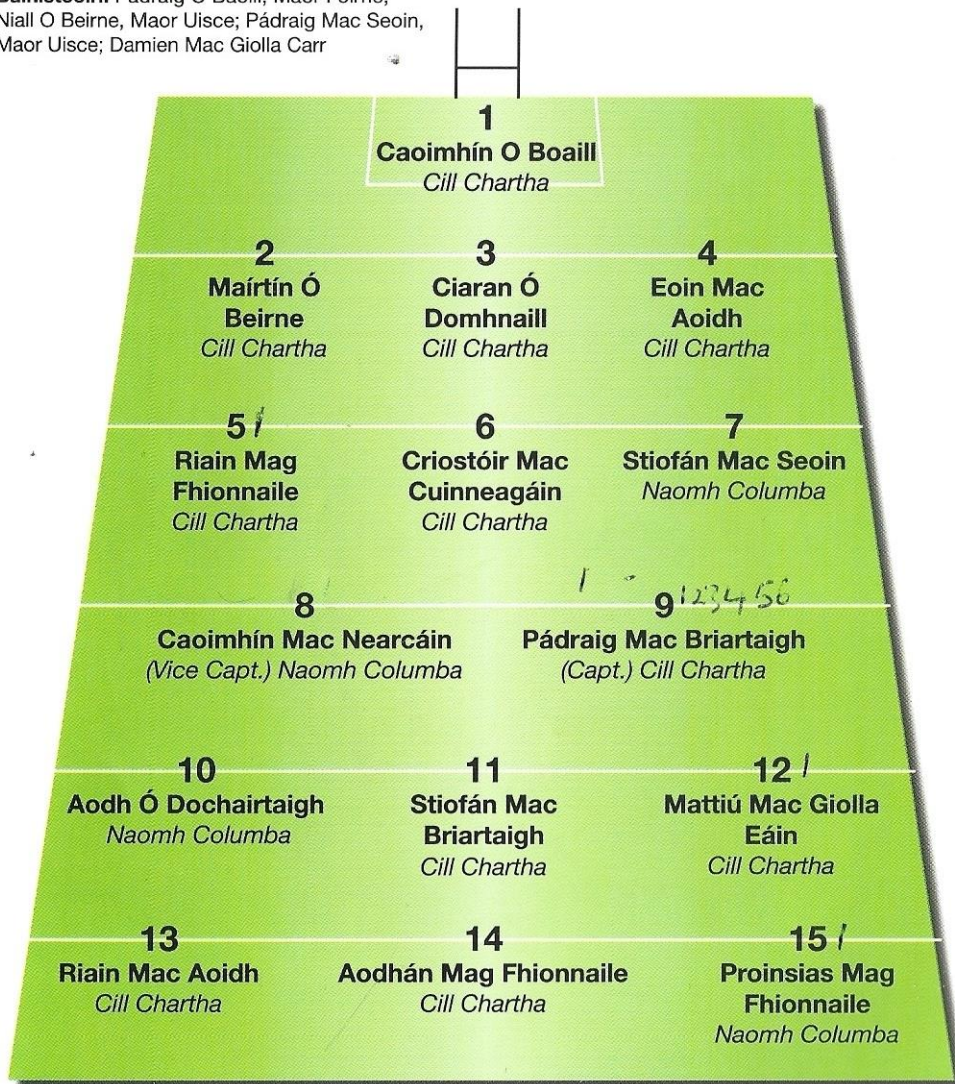 Niall O Beirne, Maor Uisce; Pádraig Mac Seoin,
Maor Uisce; Damien Mac Giolla Carr
1
Caoimhín O Boaill
Cill Chartha
2
Maírtín Ó
Beirne
Cill Chartha
3
Ciaran Ó
Domhnaill
Cill Chartha
4
Eoin Mac
Aoidh
Cill Chartha
5 /
Riain Mag
Fhionnaile
Cill Chartha
6
Criostóir Mac
Cuinneagáin
Cill Chartha
7
Stiofán Mac Seoin
Naomh Columba
8
Caoimhín Mac Nearcáin
(Vice Capt.) Naomh Columba
/
9 123456
Pádraig Mac Briartaigh
(Capt.) Cill Chartha
10
Aodh Ó Dochairtaigh
Naomh Columba
11
Stiofán Mac
Briartaigh
Cill Chartha
12 /
Mattiú Mac Giolla
Eáin
Cill Chartha
13
Riain Mac Aoidh
Cill Chartha
14
Aodhán Mag Fhionnaile
Cill Chartha
15 /
Proinsias Mag
Fhionnaile
Naomh Columba